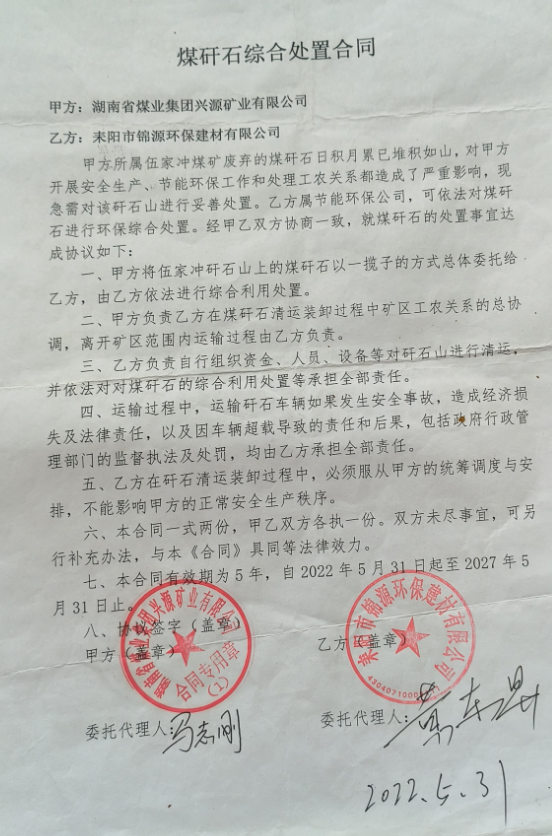 煤矸石综合处置合同
甲方：湖南省煤业集团兴源矿业有限公司
乙方：耒阳市锦源环保建材有限公司
甲方所属伍家冲煤矿废弃的煤矸石日积月累已堆积如山，对甲方
开展安全生产、节能环保工作和处理工农关系都造成了严重影响，现
急需对该矸石山进行妥善处置。乙方属节能环保公司，可依法对煤矸
石进行环保综合处置。经甲乙双方协商一致，就煤矸石的处置事宜达
成协议如下：
一、甲方将伍家冲矸石山上的煤矸石以一揽子的方式总体委托给
乙方，由乙方依法进行综合利用处置。
二、甲方负责乙方在煤矸石清运装卸过程中矿区工农关系的总协
调，离开矿区范围内运输过程由乙方负责。
三、乙方负责自行组织资金、人员、设备等对矸石山进行清运，
并依法对对煤矸石的综合利用处置等承担全部责任。
四、运输过程中，运输矸石车辆如果发生安全事故，造成经济损
失及法律责任，以及因车辆超载导致的责任和后果，包括政府行政管
理部门的监督执法及处罚，均由乙方承担全部责任。
五、乙方在矸石清运装卸过程中，必须服从甲方的统筹调度与安
排，不能影响甲方的正常安全生产秩序。
六、本合同一式两份，甲乙双方各执一份。双方未尽事宜，可另
行补充办法，与本《合同》具同等法律效力。
七、本合同有效期为5年，自2022年5月31日起至2027年5
月31日止。
八、协议签字（盖章）
甲方（盖章）
乙方（盖章）
湖南省煤业集团兴源矿业有限公司
合同专用章
(1)
耒阳市锦源环保建材有限公司
委托代理人：马志刚
委托代理人：
2022.5.31